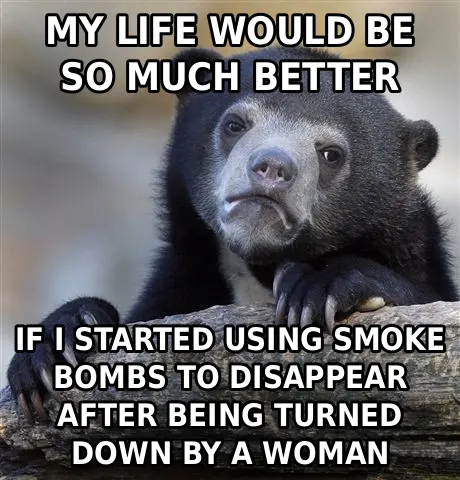 MY LIFE WOULD BE
SO MUCH BETTER
IF I STARTED USING SMOKE
BOMBS TO DISAPPEAR
AFTER BEING TURNED
DOWN BY A WOMAN